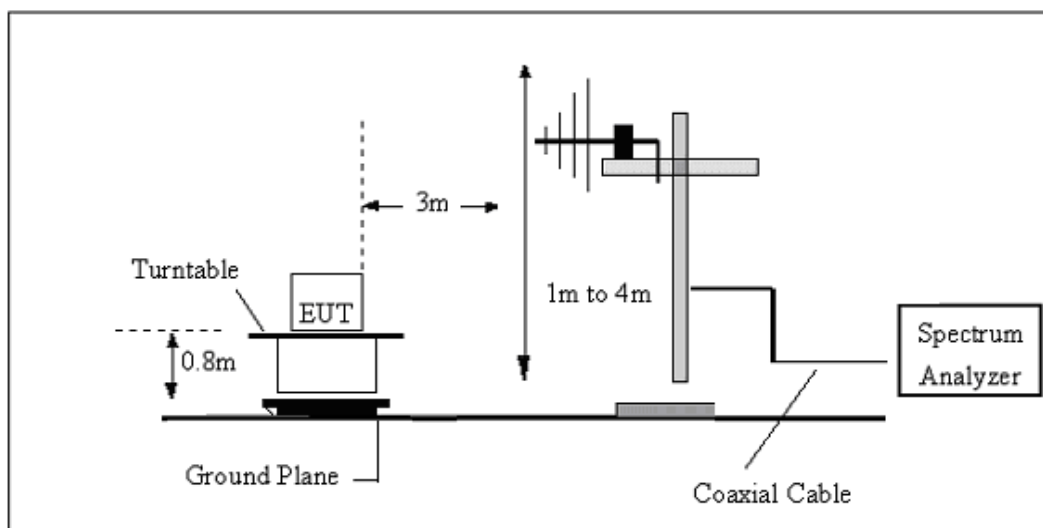 3m
Turntable
EUT
1m to 4m
0.8m
Spectrum
Analyzer
Ground Plane
Coaxial Cable